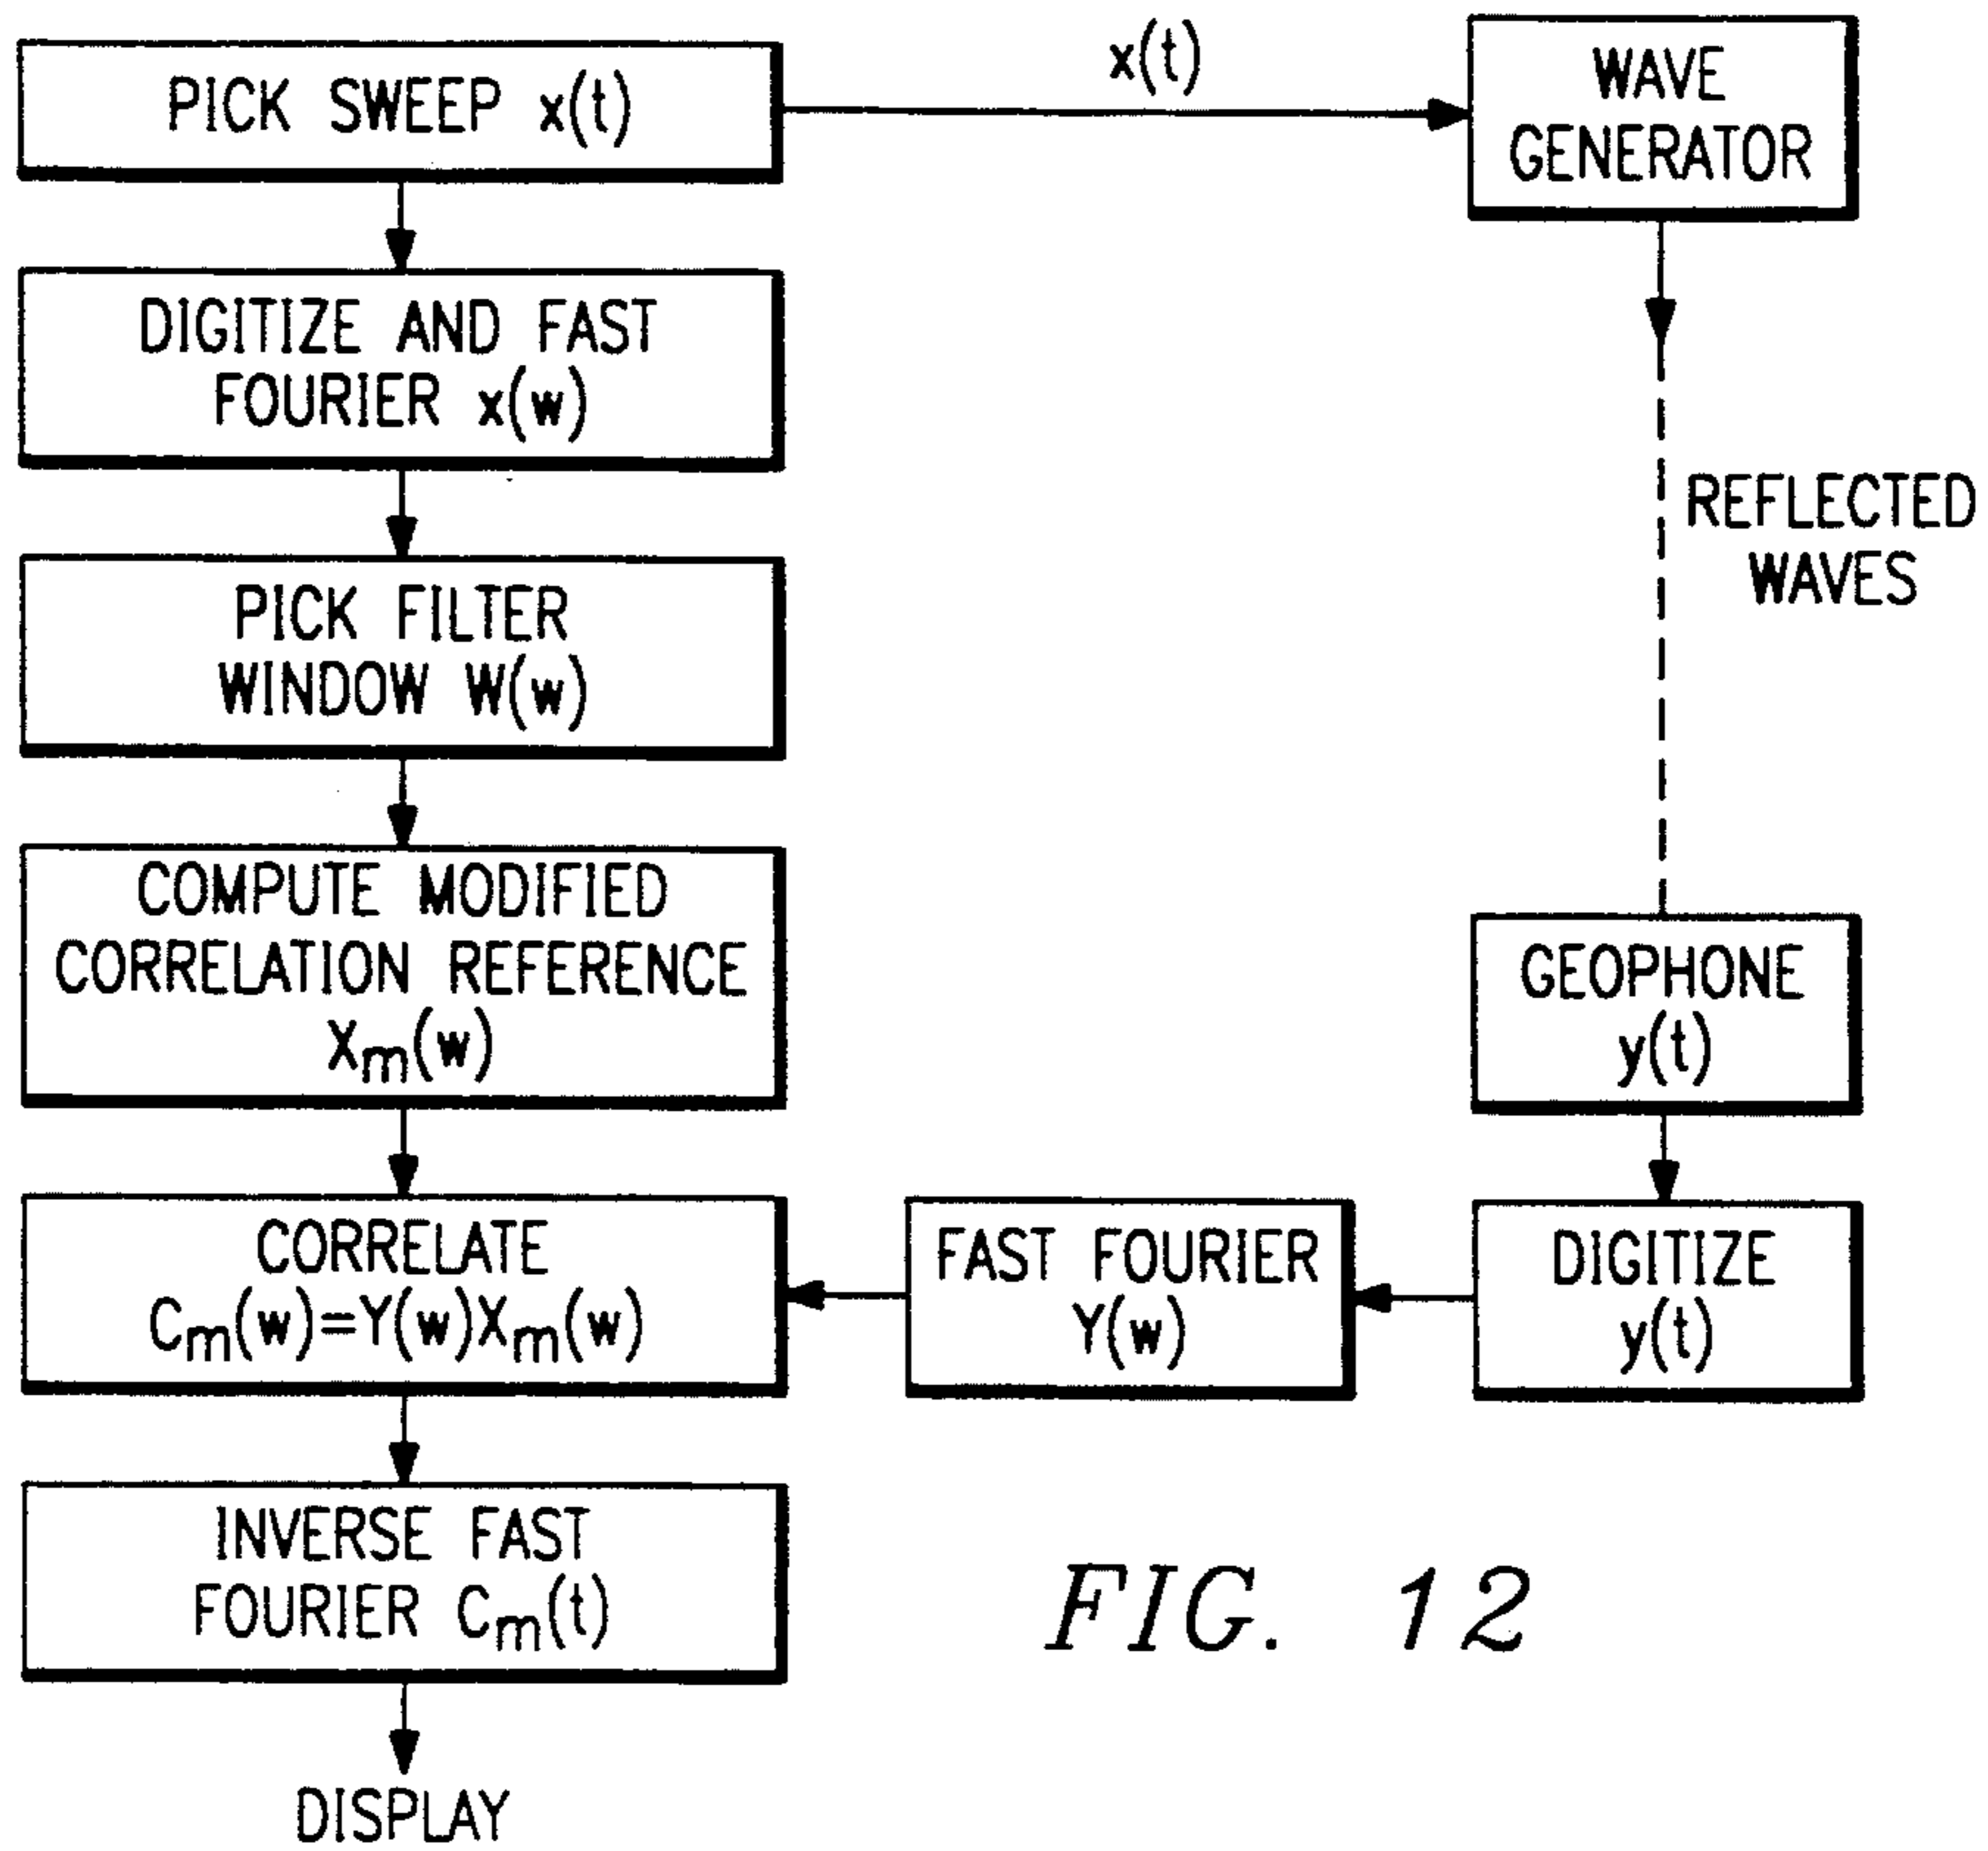 PICK SWEEP x(t)
x(t)
WAVE
GENERATOR
DIGITIZE AND FAST
FOURIER x(w)
REFLECTED
WAVES
PICK FILTER
WINDOW W(w)
COMPUTE MODIFIED
CORRELATION REFERENCE
Xm(w)
GEOPHONE
y(t)
CORRELATE
Cm(w)=Y(w)Xm(w)
FAST FOURIER
Y(w)
DIGITIZE
y(t)
INVERSE FAST
FOURIER Cm(t)
FIG. 12
DISPLAY